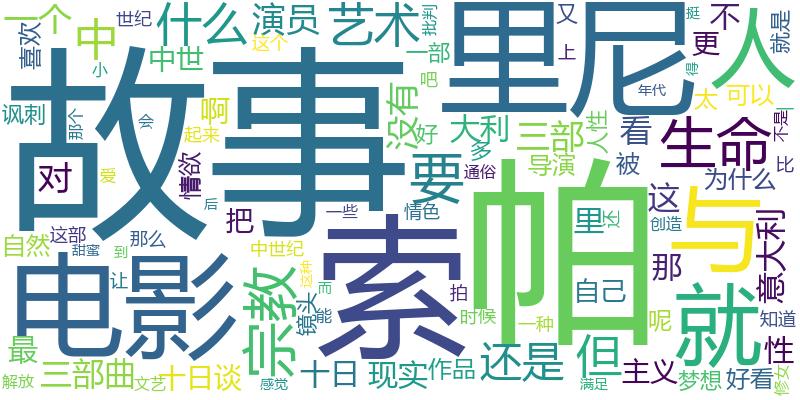 一个
世纪
什么
演员
艺术
批判
里尼
又
上
不
更
挺
得
就是
人
喜欢
中
中世
这个
一部
吧
小
讽刺
那个
会
啊
起来
没有
好
大利
多
三部
人性
看
年代
太
可以
不是
故事
对
爱
情欲
要
通俗
导演
被
生命
为什么
民
自然
这部
甜蜜
那么
到
后
把
一些
情色
索
帕
里
还
这
创造
与
那
意大利
中世纪
让
电影
宗教
镜头
这种
而
能
拍
自己
时候
一种
呢
就
知道
性
最
三部曲
解放
文艺
十日谈
感觉
十日
现实
作品
还是
但
满足
主义
梦想
好看
修女